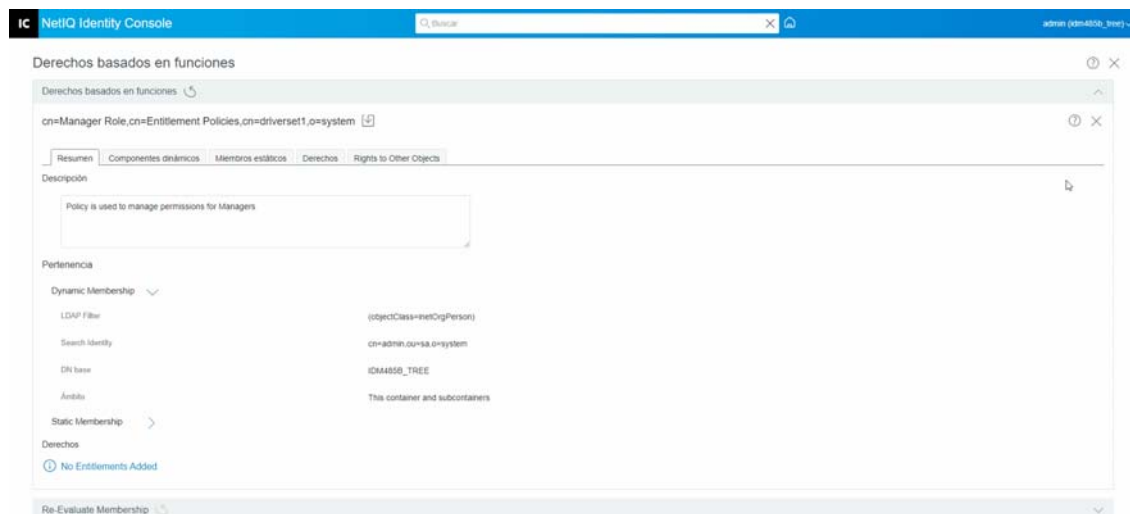 IC NetIQ Identity Console
Buscar
admin (idm485b_tree)
Derechos basados en funciones
Derechos basados en funciones
cn=Manager Role,cn=Entitlement Policies,cn=driverset1,o=system
Resumen Componentes dinámicos Miembros estáticos Derechos Rights to Other Objects
Descripción
Policy is used to manage permissions for Managers
Pertenencia
Dynamic Membership
LDAP Filter (objectClass=inetOrgPerson)
Search Identity cn=admin,ou=sa,o=system
DN base IDM485B_TREE
Ámbito This container and subcontainers
Static Membership
Derechos
No Entitlements Added
Re-Evaluate Membership